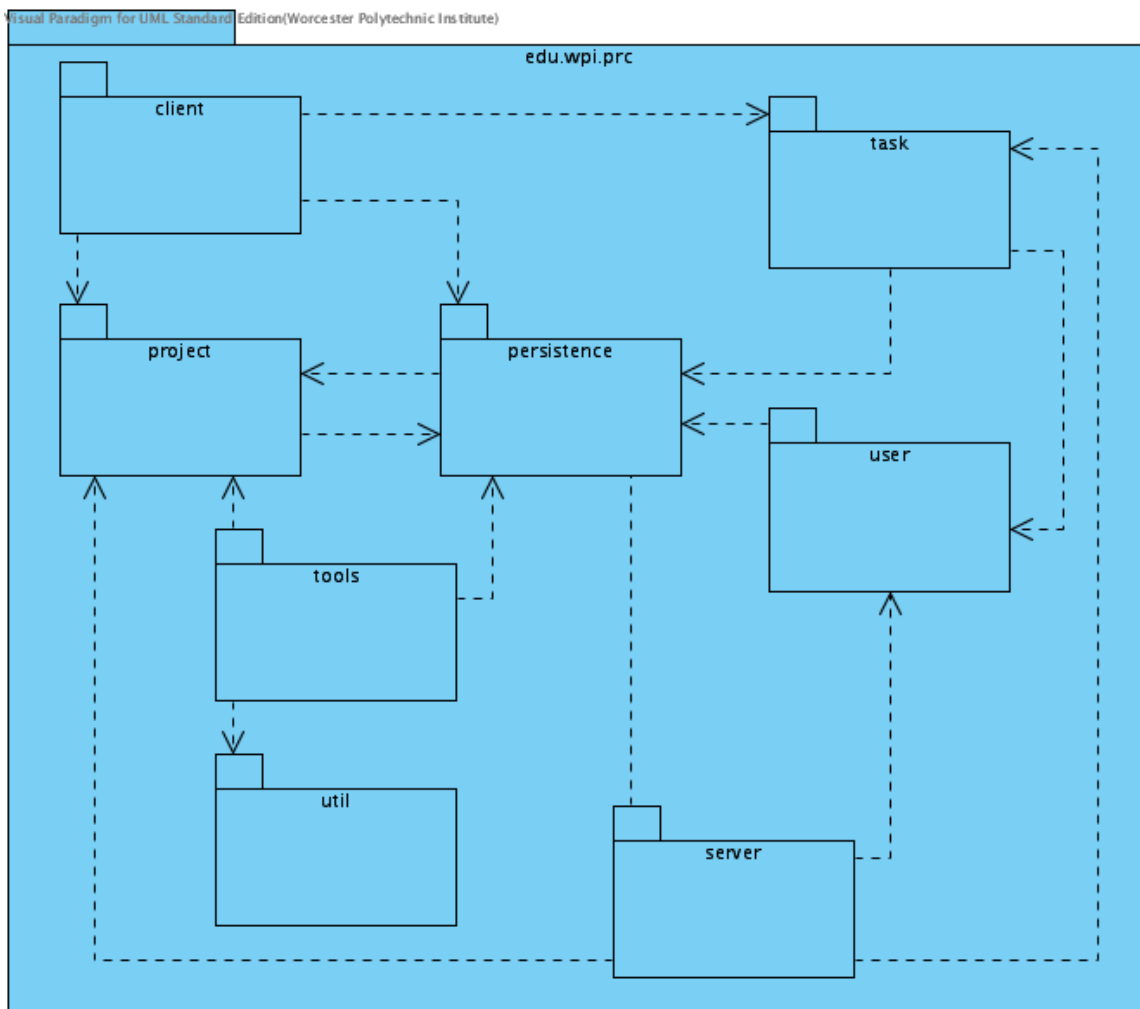 Visual Paradigm for UML Standard Edition(Worcester Polytechnic Institute)
edu.wpi.prc
client
task
project
persistence
user
tools
util
server